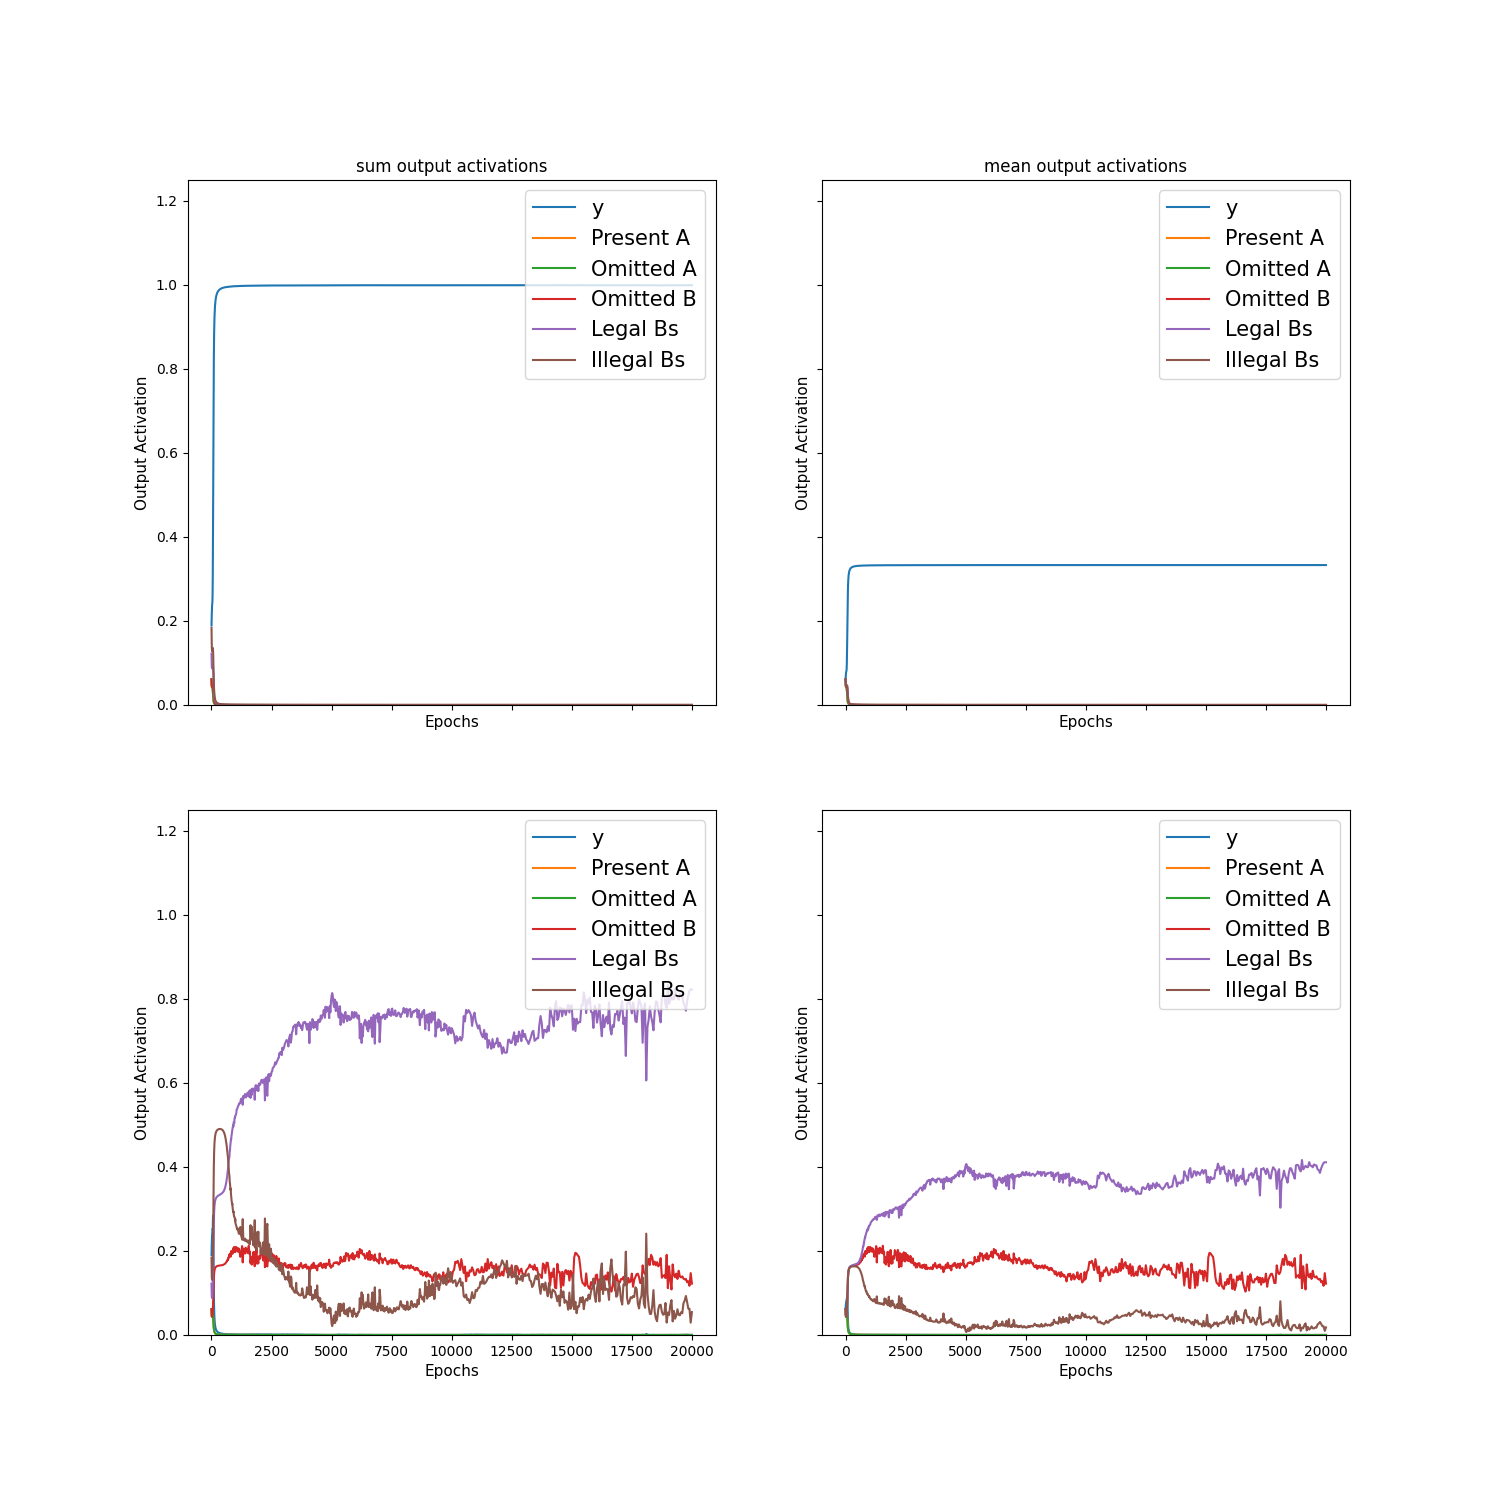 sum output activations
mean output activations
1.2
1.0
0.8
0.6
0.4
0.2
0.0
Output Activation
y
Present A
Omitted A
Omitted B
Legal Bs
Illegal Bs
Epochs
Output Activation
y
Present A
Omitted A
Omitted B
Legal Bs
Illegal Bs
Epochs
1.2
1.0
0.8
0.6
0.4
0.2
0.0
Output Activation
y
Present A
Omitted A
Omitted B
Legal Bs
Illegal Bs
0 2500 5000 7500 10000 12500 15000 17500 20000
Epochs
Output Activation
y
Present A
Omitted A
Omitted B
Legal Bs
Illegal Bs
0 2500 5000 7500 10000 12500 15000 17500 20000
Epochs